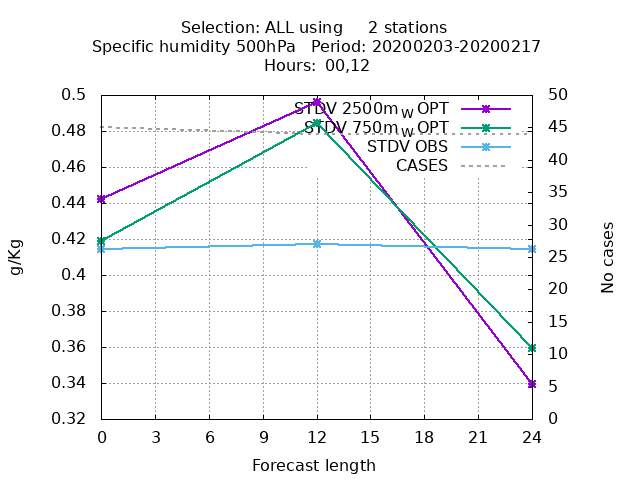 Selection: ALL using 2 stations
Specific humidity 500hPa Period: 20200203-20200217
Hours: 00,12
STDV 2500m_W OPT
STDV 750m_W OPT
STDV OBS
CASES
g/Kg
0.5
0.48
0.46
0.44
0.42
0.4
0.38
0.36
0.34
0.32
50
45
40
35
30
25
20
15
10
5
0
No cases
0 3 6 9 12 15 18 21 24
Forecast length